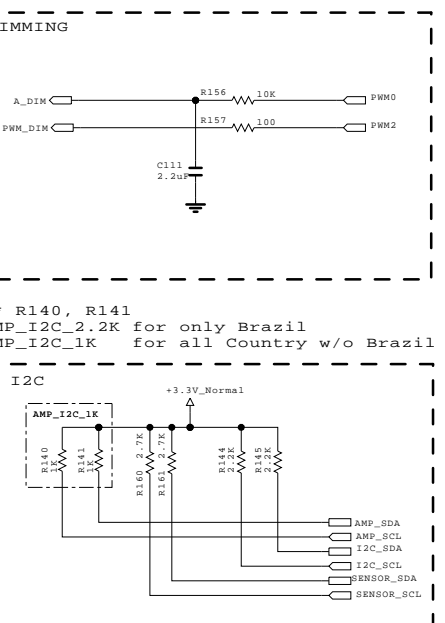 IMMING
R156 10K
A_DIM PWM0
R157 100
PWM_DIM PWM2
C111
2.2uF
* R140, R141
MP_I2C_2.2K for only Brazil
MP_I2C_1K for all Country w/o Brazil
I2C
+3.3V_Normal
AMP_I2C_1K
R140 1K
R141 1K
R160 2.7K
R161 2.7K
R144 2.2K
R145 2.2K
AMP_SDA
AMP_SCL
I2C_SDA
I2C_SCL
SENSOR_SDA
SENSOR_SCL